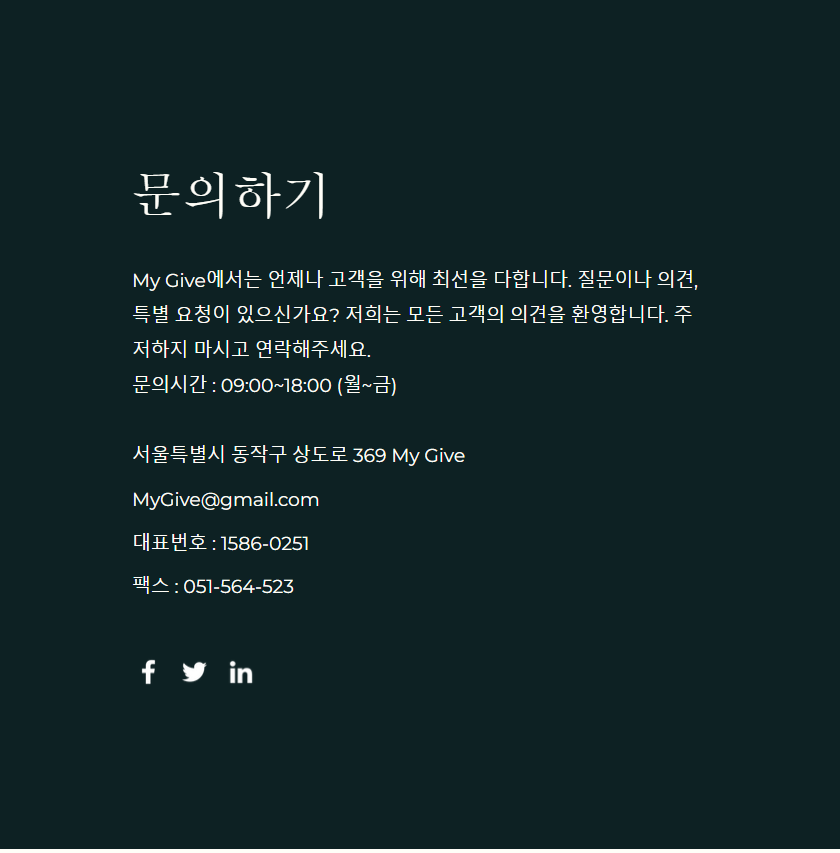 문의하기
My Give에서는 언제나 고객을 위해 최선을 다합니다. 질문이나 의견,
특별 요청이 있으신가요? 저희는 모든 고객의 의견을 환영합니다. 주
저하지 마시고 연락해주세요.
문의시간 : 09:00~18:00 (월~금)
서울특별시 동작구 상도로 369 My Give
MyGive@gmail.com
대표번호 : 1586-0251
팩스 : 051-564-523